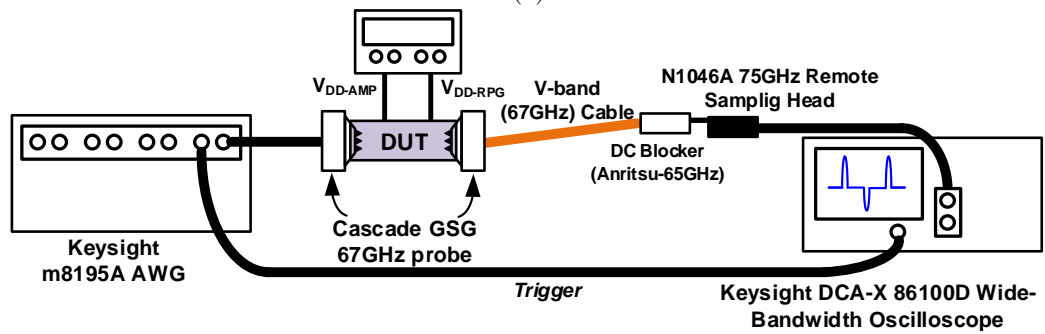 V_DD-AMP
V_DD-RPG
V-band
(67GHz) Cable
N1046A 75GHz Remote
Samplig Head
DUT
DC Blocker
(Anritsu-65GHz)
Cascade GSG
67GHz probe
Keysight
m8195A AWG
Trigger
Keysight DCA-X 86100D Wide-
Bandwidth Oscilloscope